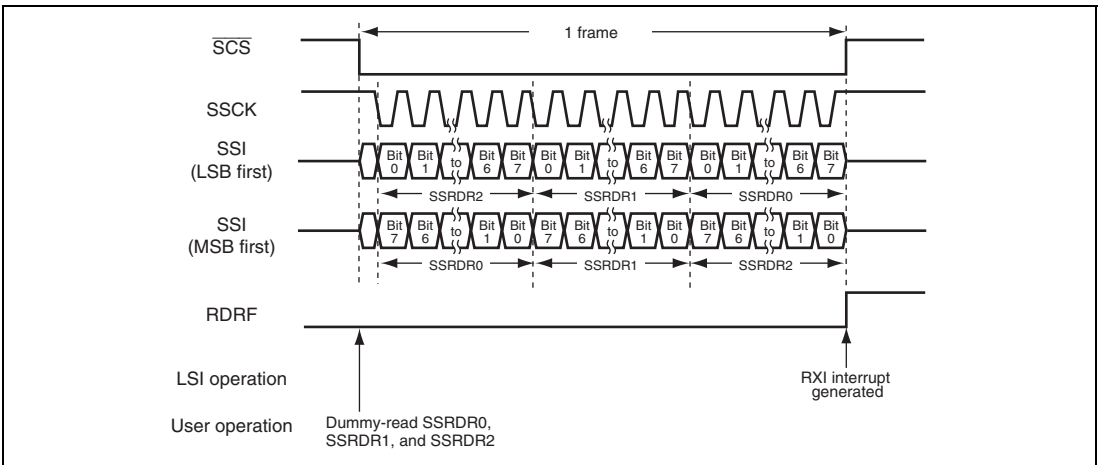 1 frame
SCS
SSCK
SSI
(LSB first)
Bit 0 Bit 1 to Bit 6 Bit 7 Bit 0 Bit 1 to Bit 6 Bit 7 Bit 0 Bit 1 to Bit 6 Bit 7
SSRDR2 SSRDR1 SSRDR0
SSI
(MSB first)
Bit 7 Bit 6 to Bit 1 Bit 0 Bit 7 Bit 6 to Bit 1 Bit 0 Bit 7 Bit 6 to Bit 1 Bit 0
SSRDR0 SSRDR1 SSRDR2
RDRF
LSI operation
RXI interrupt
generated
User operation
Dummy-read SSRDR0,
SSRDR1, and SSRDR2